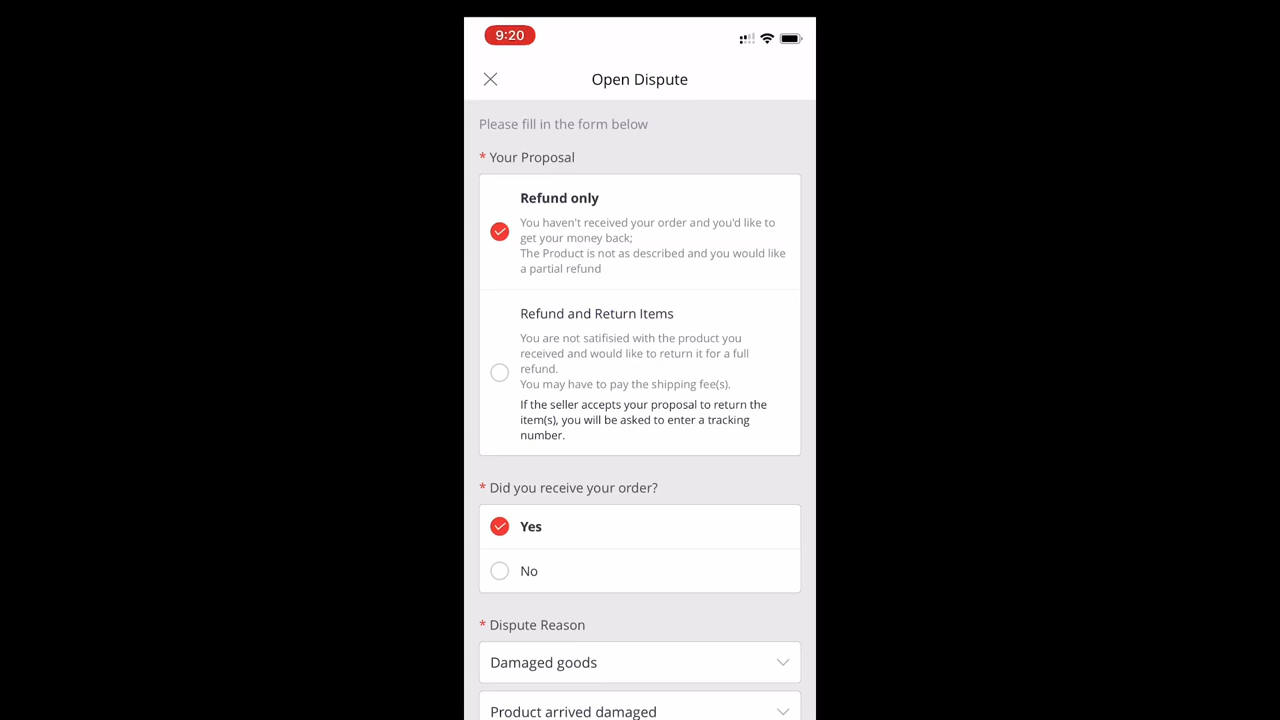 9:20
Open Dispute
Please fill in the form below
* Your Proposal
Refund only
You haven't received your order and you'd like to
get your money back;
The Product is not as described and you would like
a partial refund
Refund and Return Items
You are not satifisied with the product you
received and would like to return it for a full
refund.
You may have to pay the shipping fee(s).
If the seller accepts your proposal to return the
item(s), you will be asked to enter a tracking
number.
* Did you receive your order?
Yes
No
* Dispute Reason
Damaged goods
Product arrived damaged